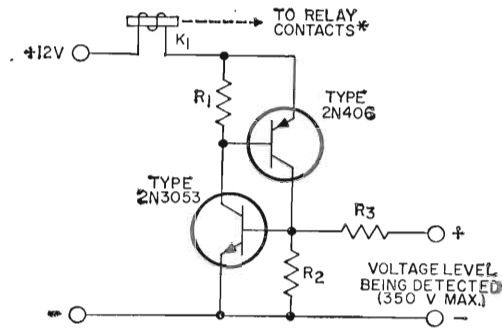 TO RELAY
CONTACTS*
+12V
K1
R1
TYPE
2N406
TYPE
2N3053
R3
+
R2
VOLTAGE LEVEL
BEING DETECTED
(350 V MAX.)
-
-